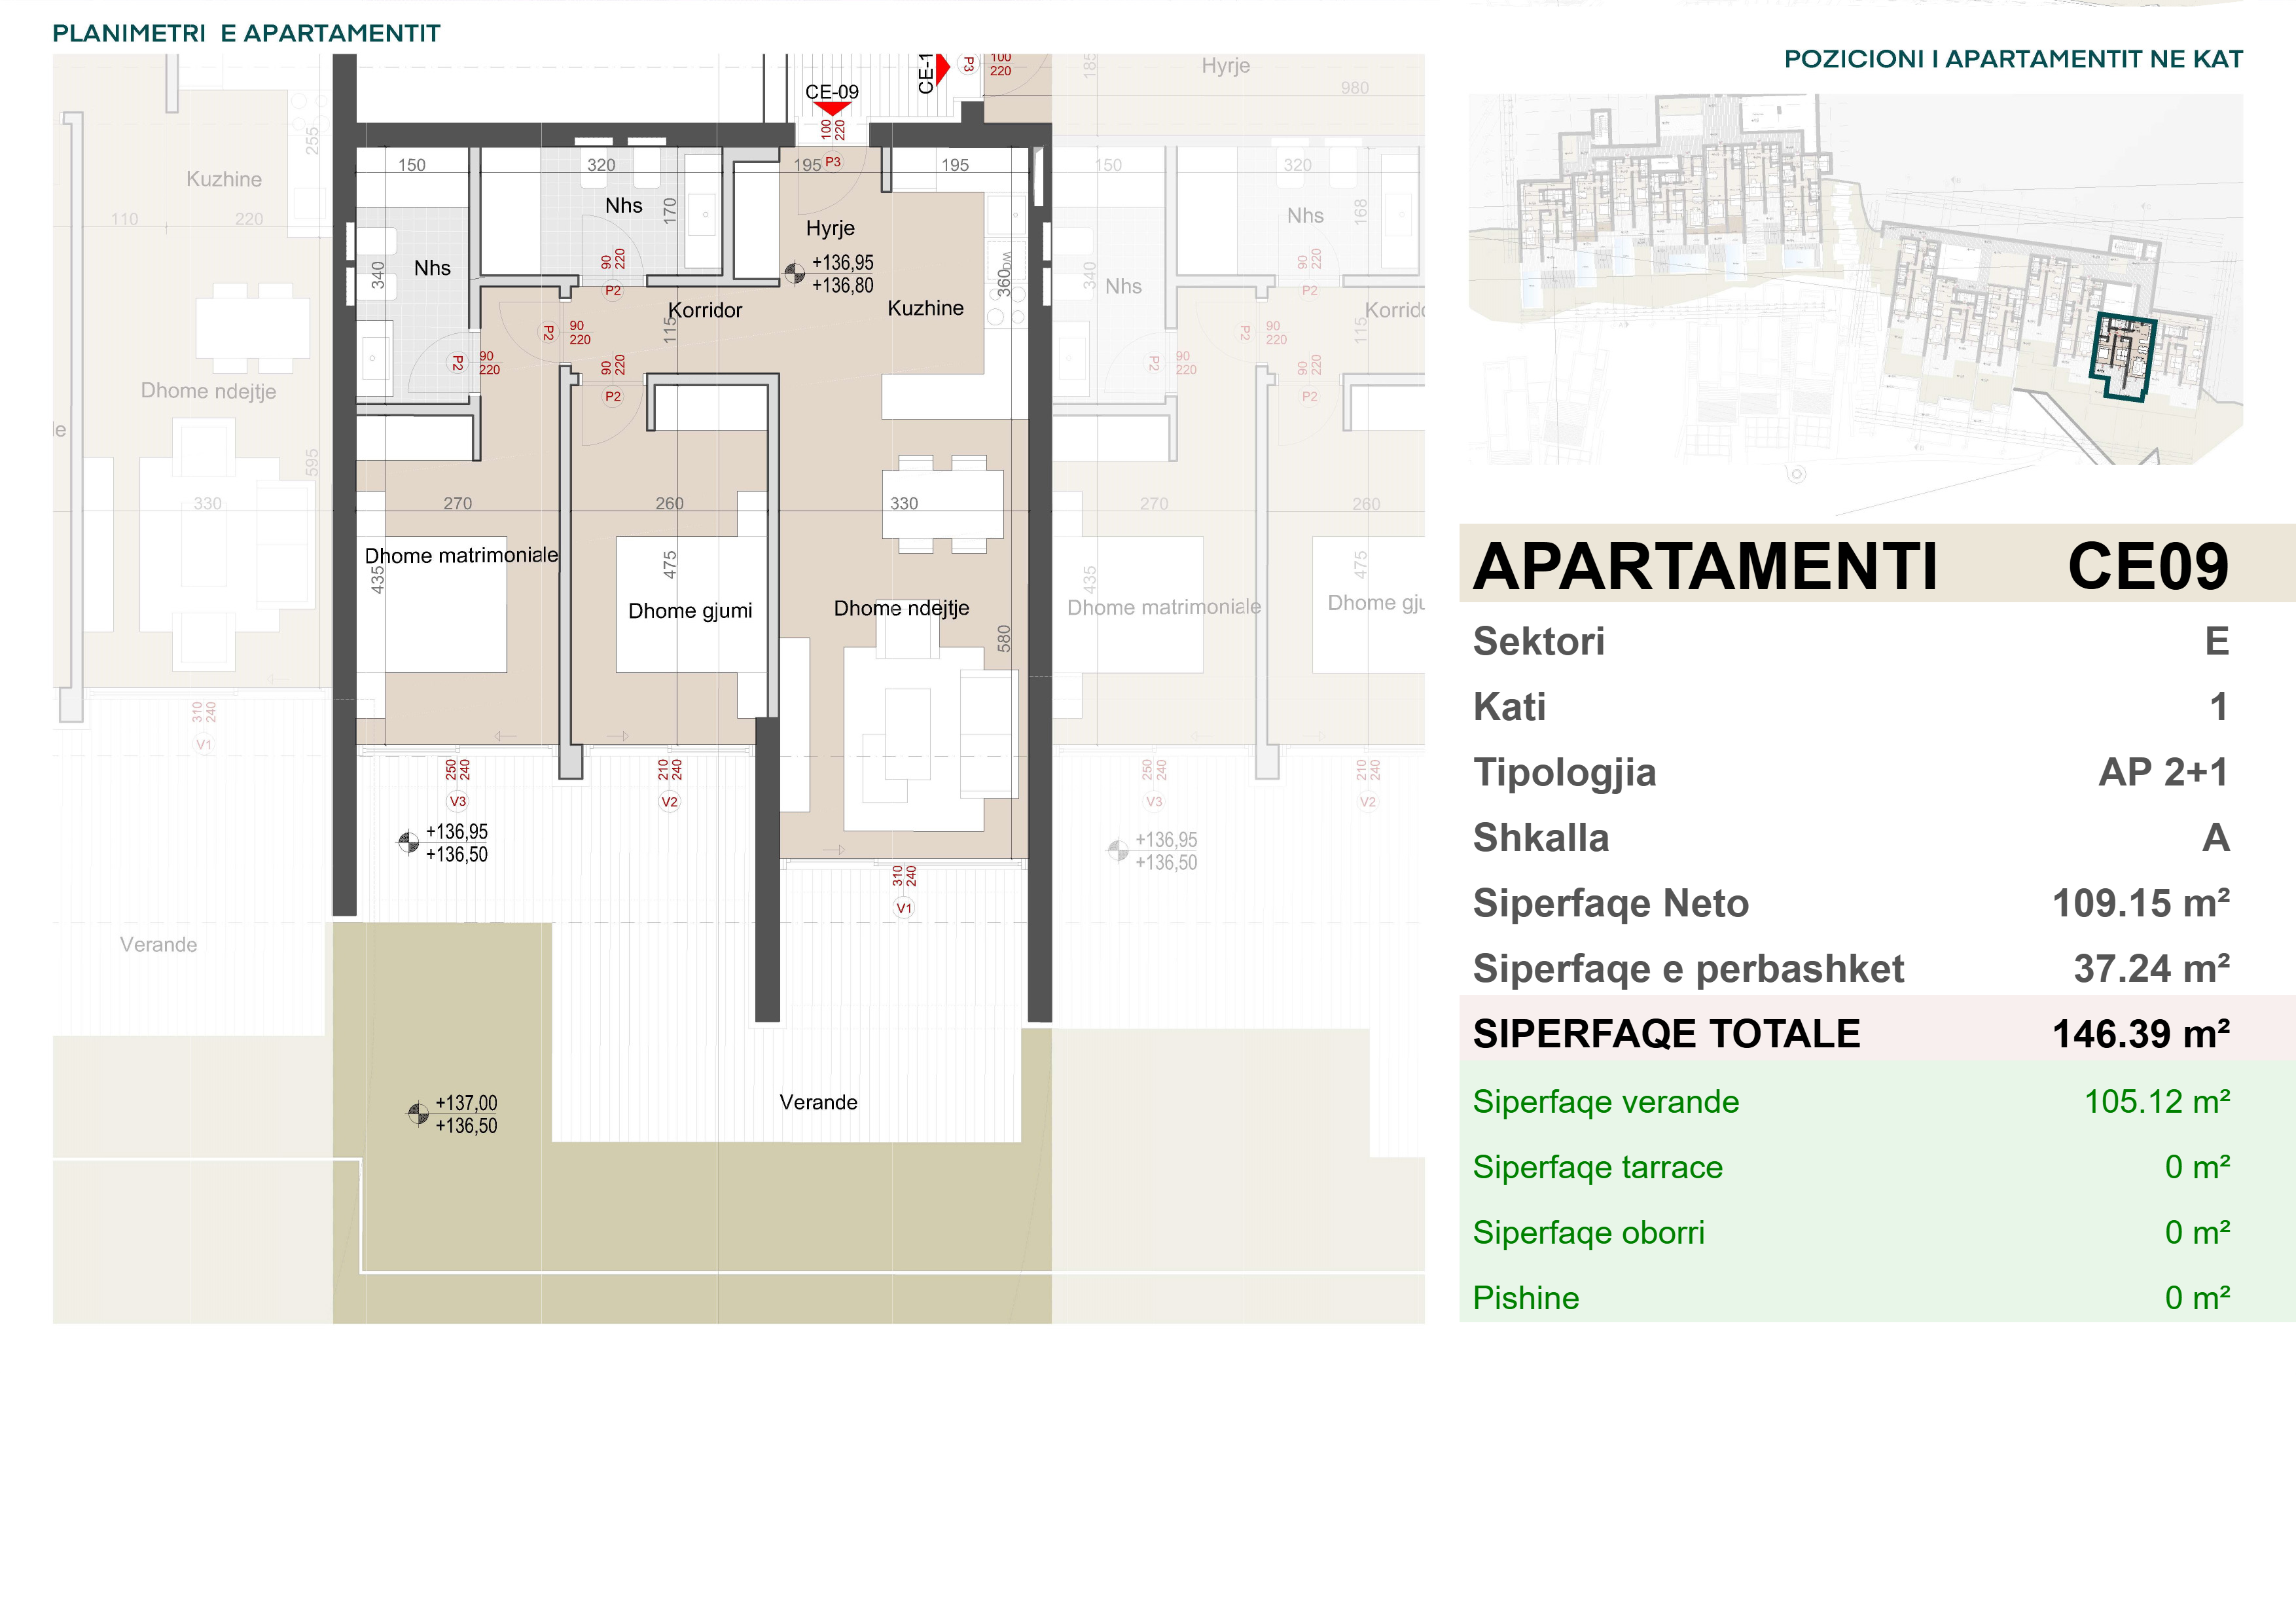 PLANIMETRI E APARTAMENTIT
POZICIONI I APARTAMENTIT NE KAT
CE-09
CE-1
P3
100
220
100
220
P3
Hyrje
185
980
Kuzhine
255
110
220
Dhome ndejtje
595
330
310
240
V1
Verande
150
320
195
195
Nhs
170
Hyrje
+136,95
+136,80
Nhs
340
90
220
P2
Korridor
115
Kuzhine
360
90
220
P2
90
220
P2
90
220
P2
270
260
330
Dhome matrimoniale
435
475
Dhome gjumi
Dhome ndejtje
580
250
240
V3
210
240
V2
+136,95
+136,50
310
240
V1
+137,00
+136,50
Verande
150
320
Nhs
168
340
Nhs
90
220
P2
90
220
P2
115
90
220
P2
90
220
P2
270
260
435
475
Dhome matrimoniale
250
240
V3
210
240
V2
+136,95
+136,50
APARTAMENTI CE09
Sektori E
Kati 1
Tipologjia AP 2+1
Shkalla A
Siperfaqe Neto 109.15 m²
Siperfaqe e perbashket 37.24 m²
SIPERFAQE TOTALE 146.39 m²
Siperfaqe verande 105.12 m²
Siperfaqe tarrace 0 m²
Siperfaqe oborri 0 m²
Pishine 0 m²